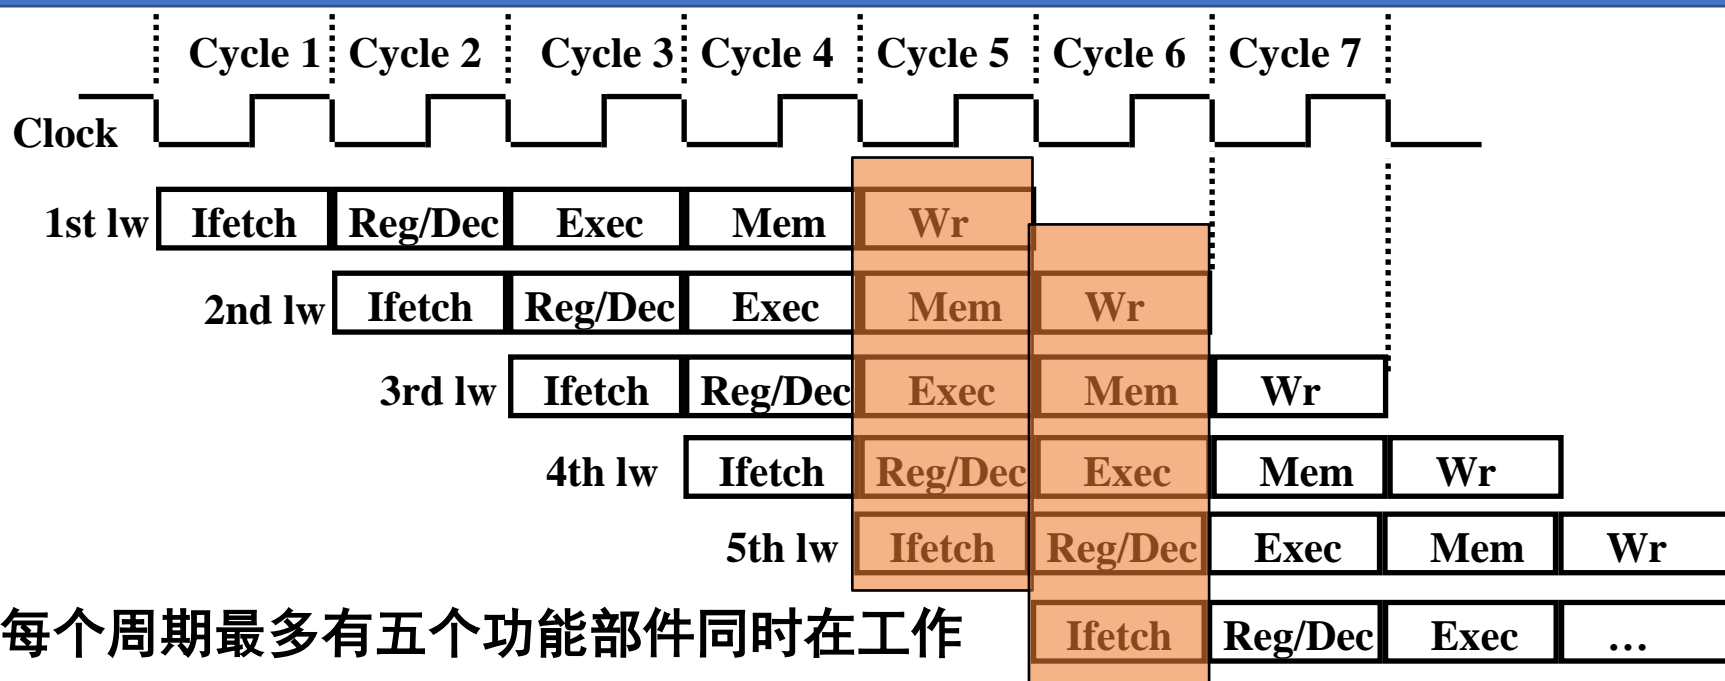 Cycle 1 Cycle 2 Cycle 3 Cycle 4 Cycle 5 Cycle 6 Cycle 7
Clock
1st lw Ifetch Reg/Dec Exec Mem Wr
2nd lw Ifetch Reg/Dec Exec Mem Wr
3rd lw Ifetch Reg/Dec Exec Mem Wr
4th lw Ifetch Reg/Dec Exec Mem Wr
5th lw Ifetch Reg/Dec Exec Mem Wr
每个周期最多有五个功能部件同时在工作 Ifetch Reg/Dec Exec …